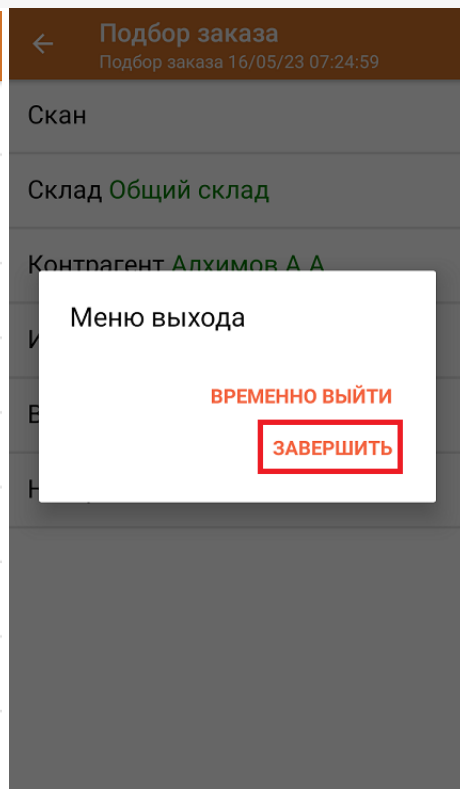 Подбор заказа
Подбор заказа 16/05/23 07:24:59
Скан
Склад Общий склад
Контрагент Алхимов А.А
Меню выхода
ВРЕМЕННО ВЫЙТИ
ЗАВЕРШИТЬ